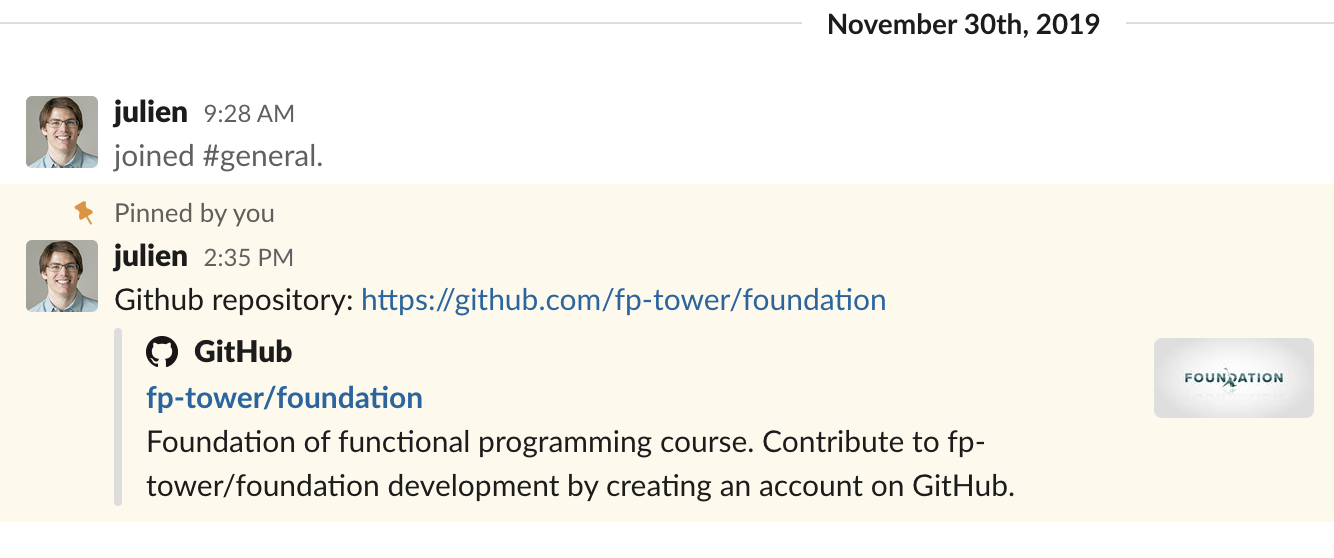 November 30th, 2019
julien 9:28 AM
joined #general.
Pinned by you
julien 2:35 PM
Github repository: https://github.com/fp-tower/foundation
GitHub
fp-tower/foundation
FOUNDATION
Foundation of functional programming course. Contribute to fp-
tower/foundation development by creating an account on GitHub.